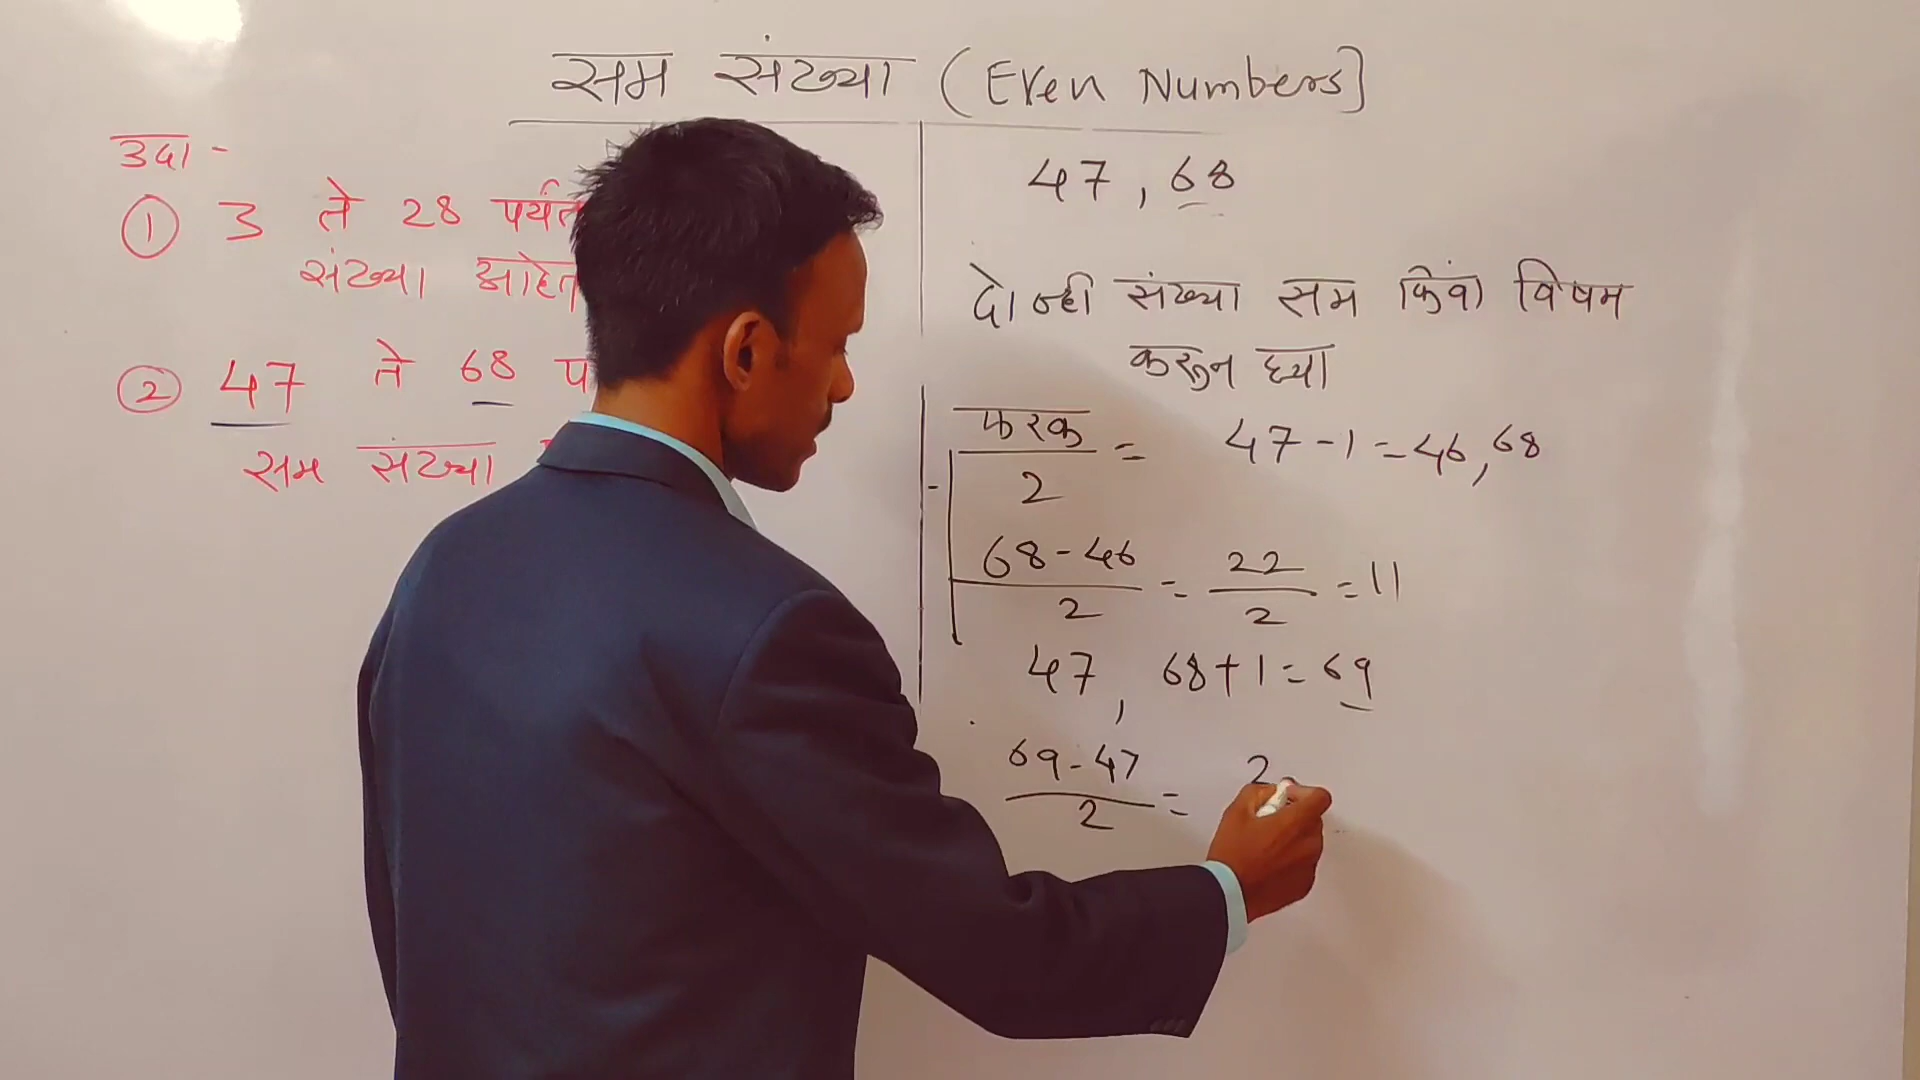 सम संख्या (Even Numbers]
उदा -
① 3 ते 28 पर्यंत
संख्या आहेत
② 47 ते 68 प
सम संख्या
47, 68
दोन्ही संख्या सम किंवा विषम
करून घ्या
फरक/2 = 47-1=46, 68
68-46/2 = 22/2 = 11
47, 68+1=69
69-47/2 = 2